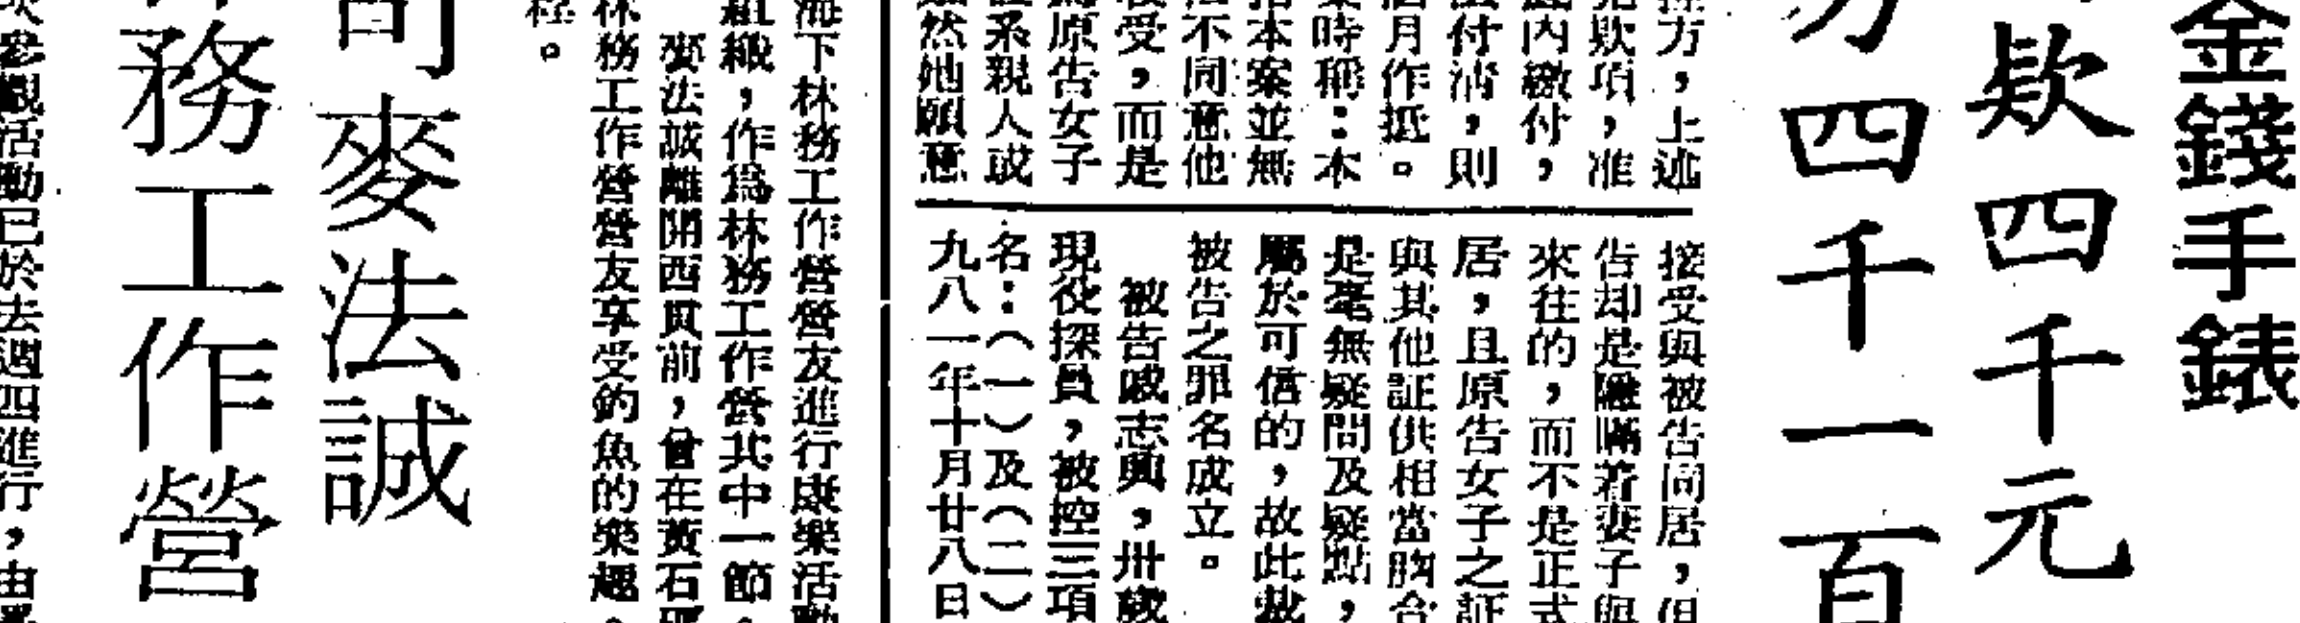 金錢手錶
欵四千元
四千一百
方，上述
欵項，准
內繳付，
付清，則
月作抵。
時稱：本
本案並無
不同意他
受，而是
原告女子
系親人或
然她願意
接受與被告同居，但
告却是隱瞞着妻子與
來往的，而不是正式
居，且原告女子之証
與其他証供相當脗合
是毫無疑問及疑點，
屬於可信的，故此裁
被告之罪名成立。
被告戚志興，卅歲
現役探員，被控三項
名：（一）及（二）
九八一年十月廿八日
下林務工作營營友進行康樂活動
組織，作為林務工作營其中一節。
麥法誠離開西貢前，曾在黃石碼
林務工作營營友享受釣魚的樂趣。
程。
司麥法誠
務工作營
參觀活動已於去週四進行，由